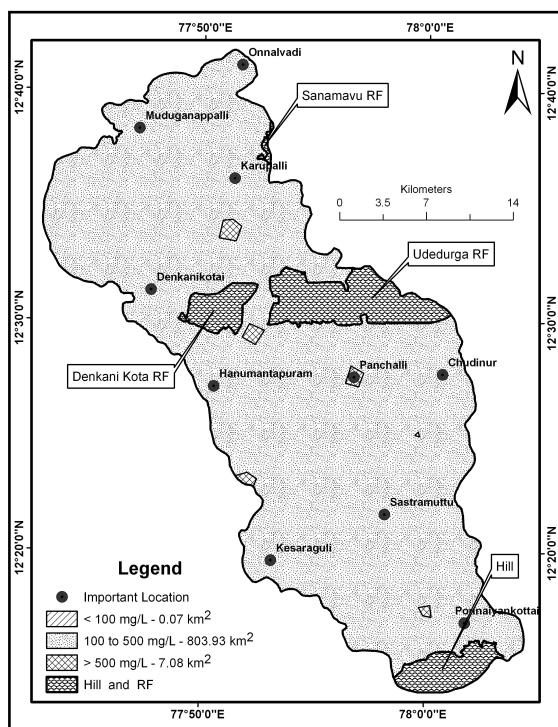 77°50'0"E 78°0'0"E
12°40'0"N
12°40'0"N
Onnalvadi
N
Sanamavu RF
Muduganappalli
Karupalli
Kilometers
0 3.5 7 14
Udedurga RF
Denkanikotai
12°30'0"N
12°30'0"N
Denkani Kota RF
Hanumantapuram
Panchalli
Chudinur
Sastramuttu
12°20'0"N
12°20'0"N
Kesaraguli
Hill
Ponnaiyankottai
Legend
Important Location
< 100 mg/L - 0.07 km2
100 to 500 mg/L - 803.93 km2
> 500 mg/L - 7.08 km2
Hill and RF
77°50'0"E 78°0'0"E